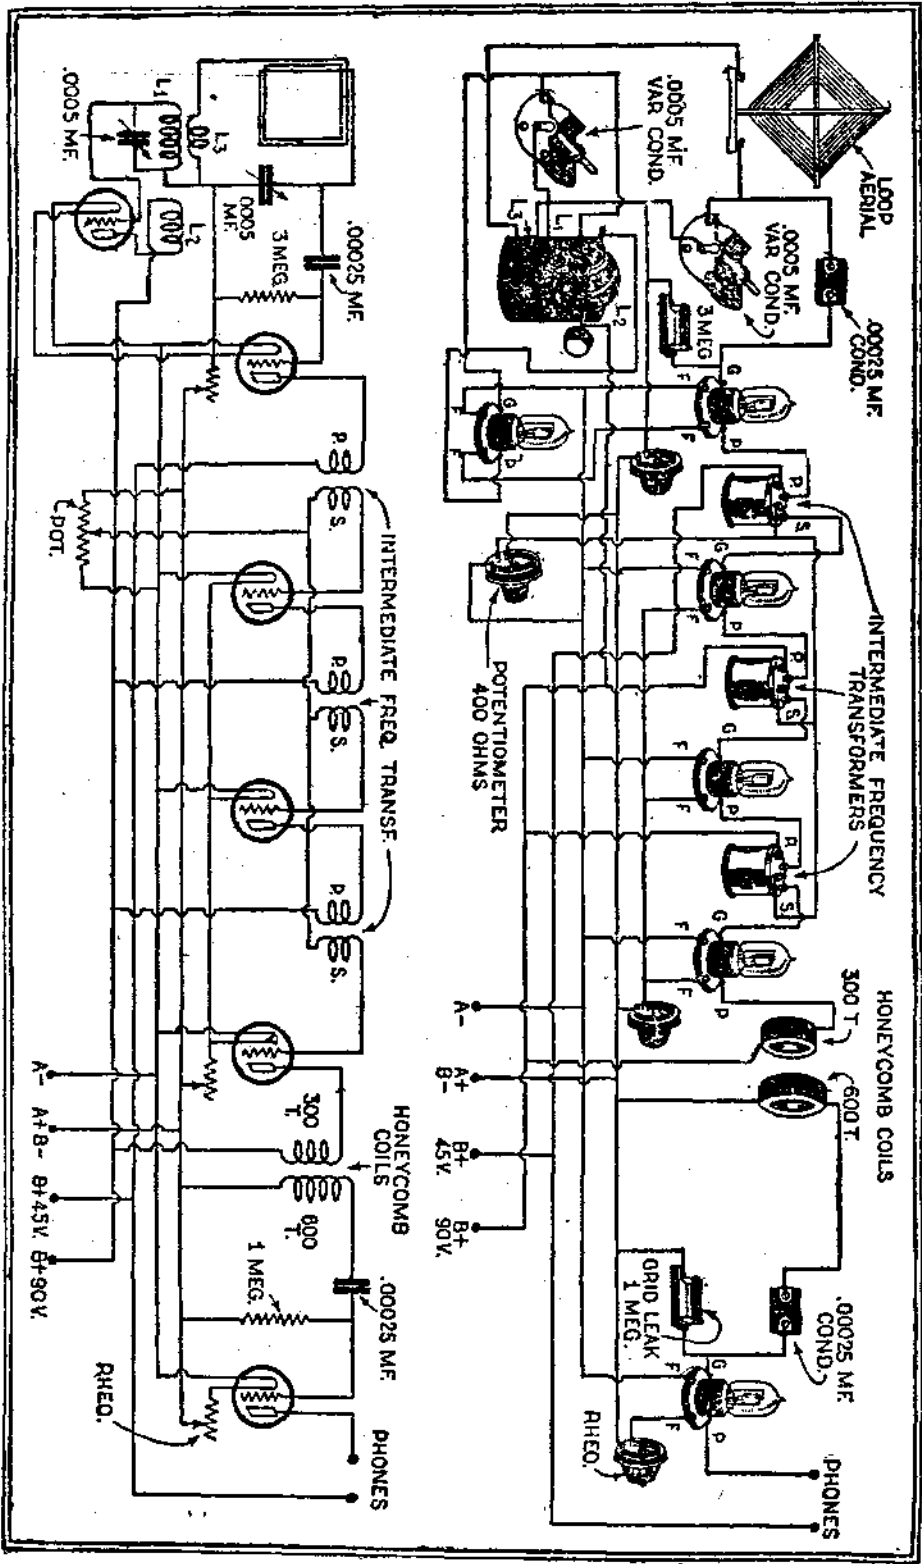 LOOP
AERIAL
.0005 MF.
VAR COND.
.0005 MF.
VAR COND.
.00025 MF.
COND.
L3
L1
L2
3 MEG
G
F
F
P
G
F
F
P
P
S
G
F
F
P
P
S
G
F
F
P
P
S
G
F
F
P
INTERMEDIATE FREQUENCY
TRANSFORMERS
POTENTIOMETER
400 OHMS
HONEYCOMB COILS
300 T.
600 T.
A-
A+
B-
B+
45V.
B+
90V.
GRID LEAK
1 MEG.
.00025 MF.
COND.
G
F
F
P
RHEO.
PHONES
L1
L3
L2
.0005 MF.
.0005
MF.
3 MEG.
.00025 MF.
P.
S.
P.
S.
P.
S.
INTERMEDIATE FREQ. TRANSF.
POT.
HONEYCOMB
COILS
300
T.
600
T.
A-
A+B-
B+45V.
B+90V.
1 MEG.
.00025 MF.
RHEO.
PHONES